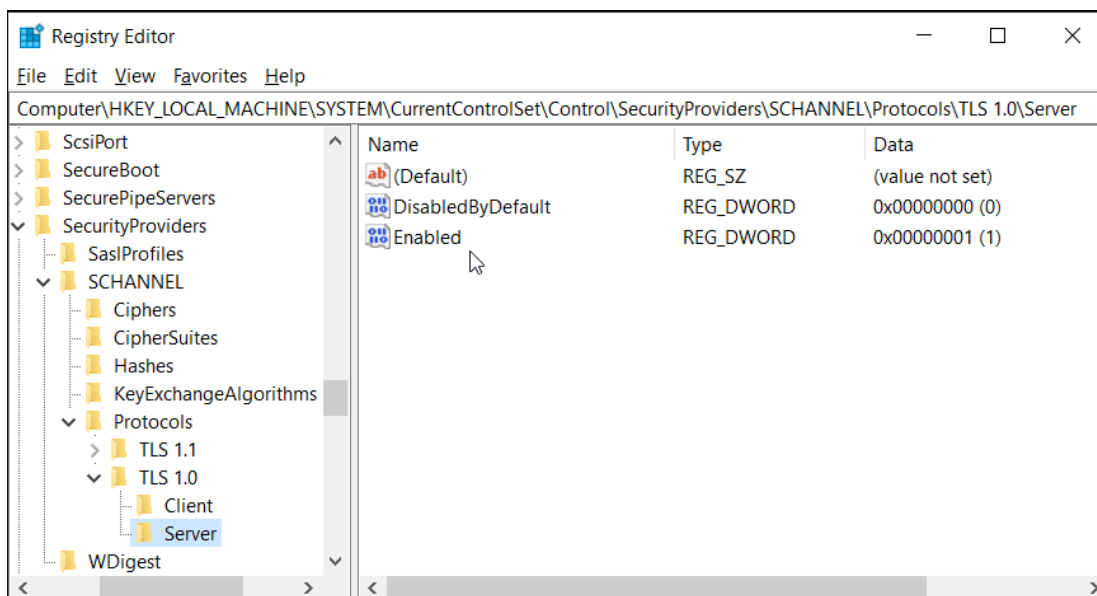 Registry Editor
File Edit View Favorites Help
Computer\HKEY_LOCAL_MACHINE\SYSTEM\CurrentControlSet\Control\SecurityProviders\SCHANNEL\Protocols\TLS 1.0\Server
ScsiPort
SecureBoot
SecurePipeServers
SecurityProviders
SaslProfiles
SCHANNEL
Ciphers
CipherSuites
Hashes
KeyExchangeAlgorithms
Protocols
TLS 1.1
TLS 1.0
Client
Server
WDigest
Name Type Data
ab (Default) REG_SZ (value not set)
DisabledByDefault REG_DWORD 0x00000000 (0)
Enabled REG_DWORD 0x00000001 (1)